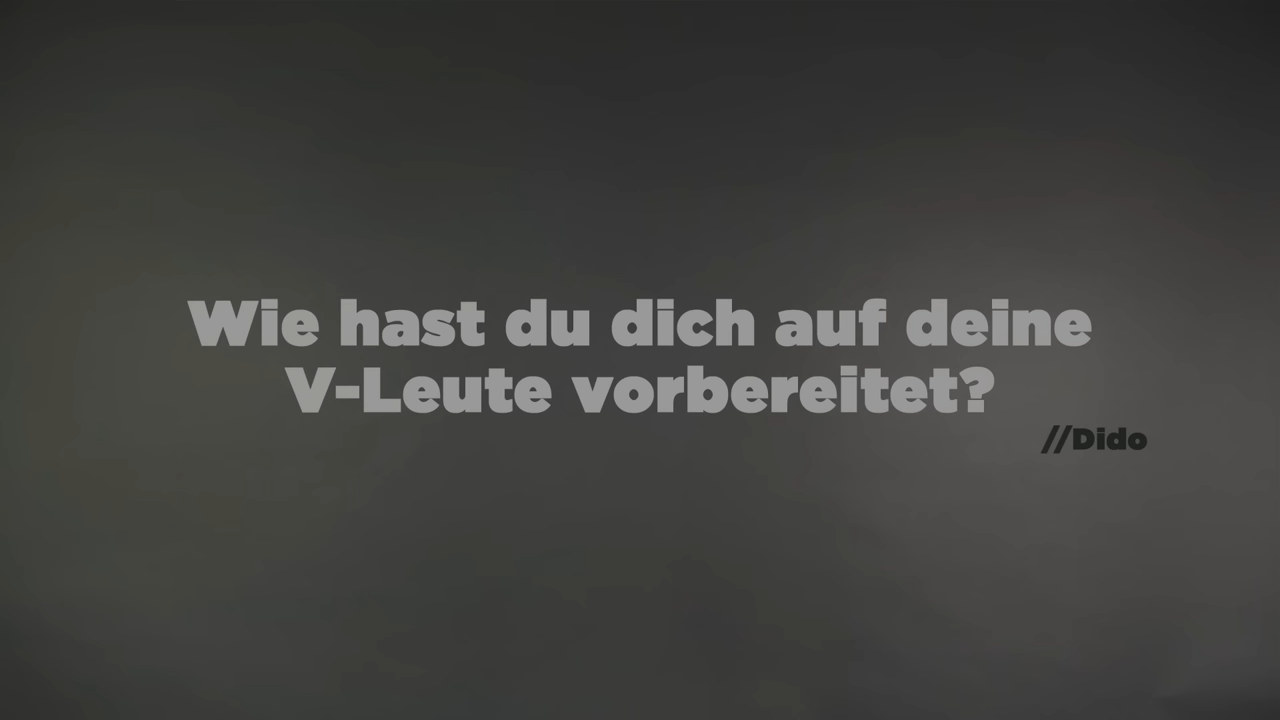 Wie hast du dich auf deine
V-Leute vorbereitet?
//Dido